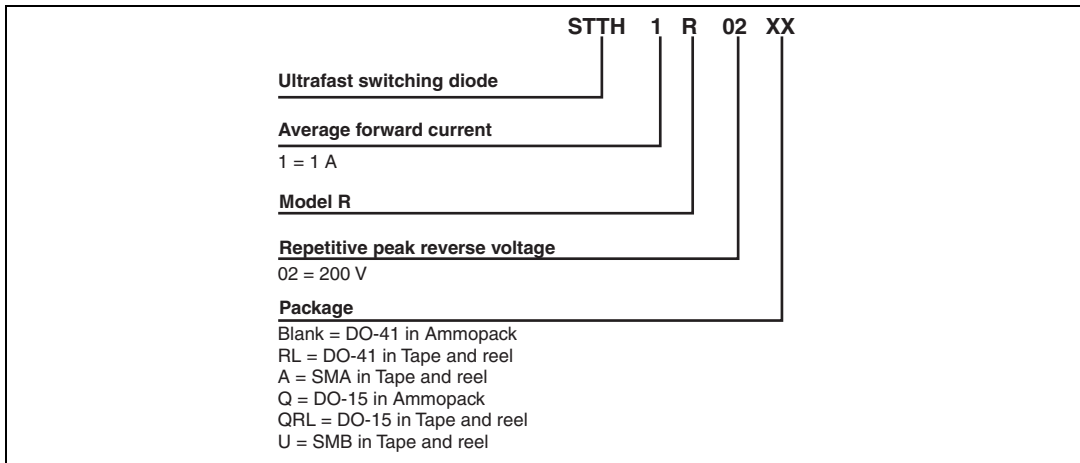 STTH 1 R 02 XX
Ultrafast switching diode
Average forward current
1 = 1 A
Model R
Repetitive peak reverse voltage
02 = 200 V
Package
Blank = DO-41 in Ammopack
RL = DO-41 in Tape and reel
A = SMA in Tape and reel
Q = DO-15 in Ammopack
QRL = DO-15 in Tape and reel
U = SMB in Tape and reel